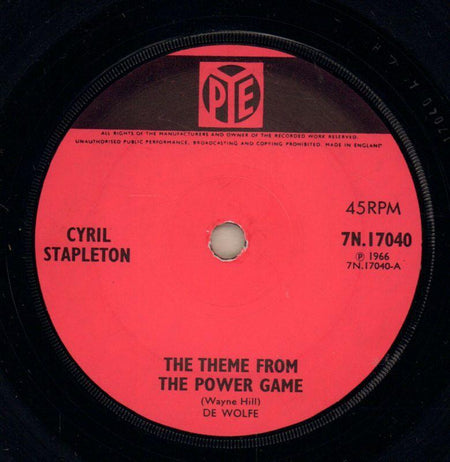 PYE
ALL RIGHTS OF THE MANUFACTURERS AND OWNER OF THE RECORDED WORK RESERVED.
UNAUTHORISED PUBLIC PERFORMANCE, BROADCASTING AND COPYING PROHIBITED. MADE IN ENGLAND
45RPM
CYRIL
STAPLETON
7N.17040
Ⓟ 1966
7N.17040-A
THE THEME FROM
THE POWER GAME
(Wayne Hill)
DE WOLFE